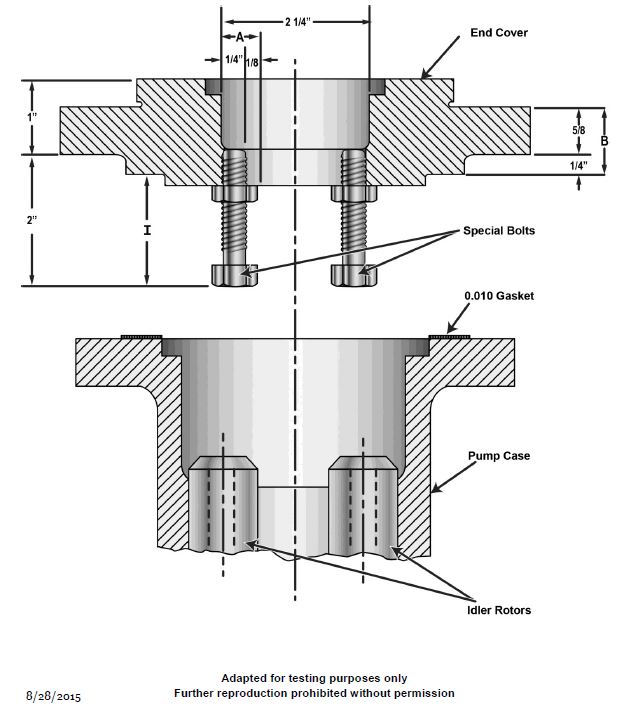 2 1/4”
A
1/4”
1/8
End Cover
1”
5/8
B
1/4”
2”
I
Special Bolts
0.010 Gasket
Pump Case
Idler Rotors
Adapted for testing purposes only
8/28/2015
Further reproduction prohibited without permission